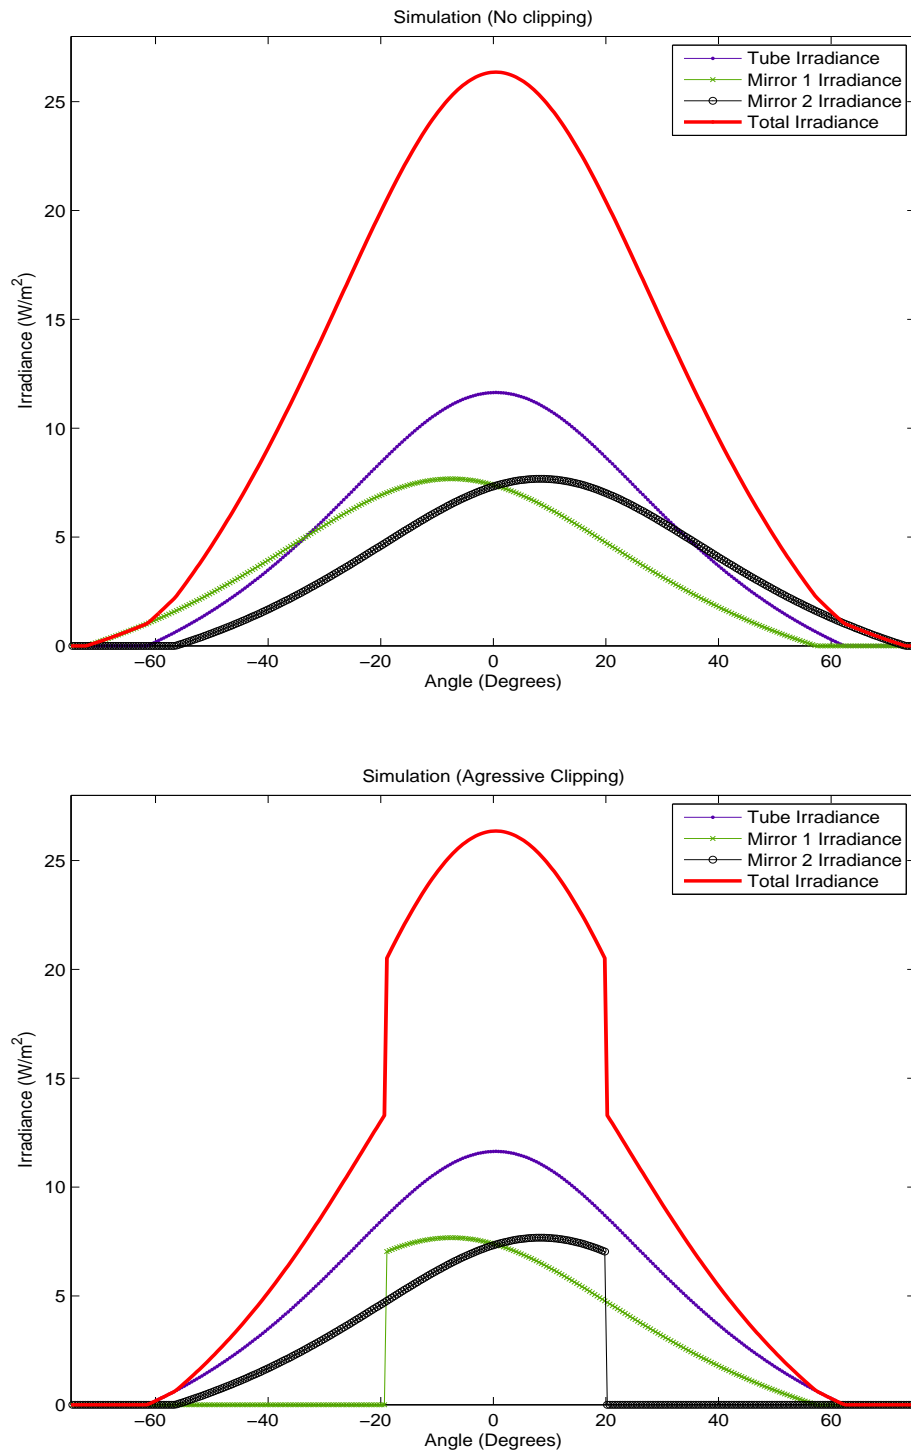 Simulation (No clipping)
Tube Irradiance
Mirror 1 Irradiance
Mirror 2 Irradiance
Total Irradiance
25
20
15
10
5
0
Irradiance (W/m²)
−60 −40 −20 0 20 40 60
Angle (Degrees)
Simulation (Agressive Clipping)
Tube Irradiance
Mirror 1 Irradiance
Mirror 2 Irradiance
Total Irradiance
25
20
15
10
5
0
Irradiance (W/m²)
−60 −40 −20 0 20 40 60
Angle (Degrees)